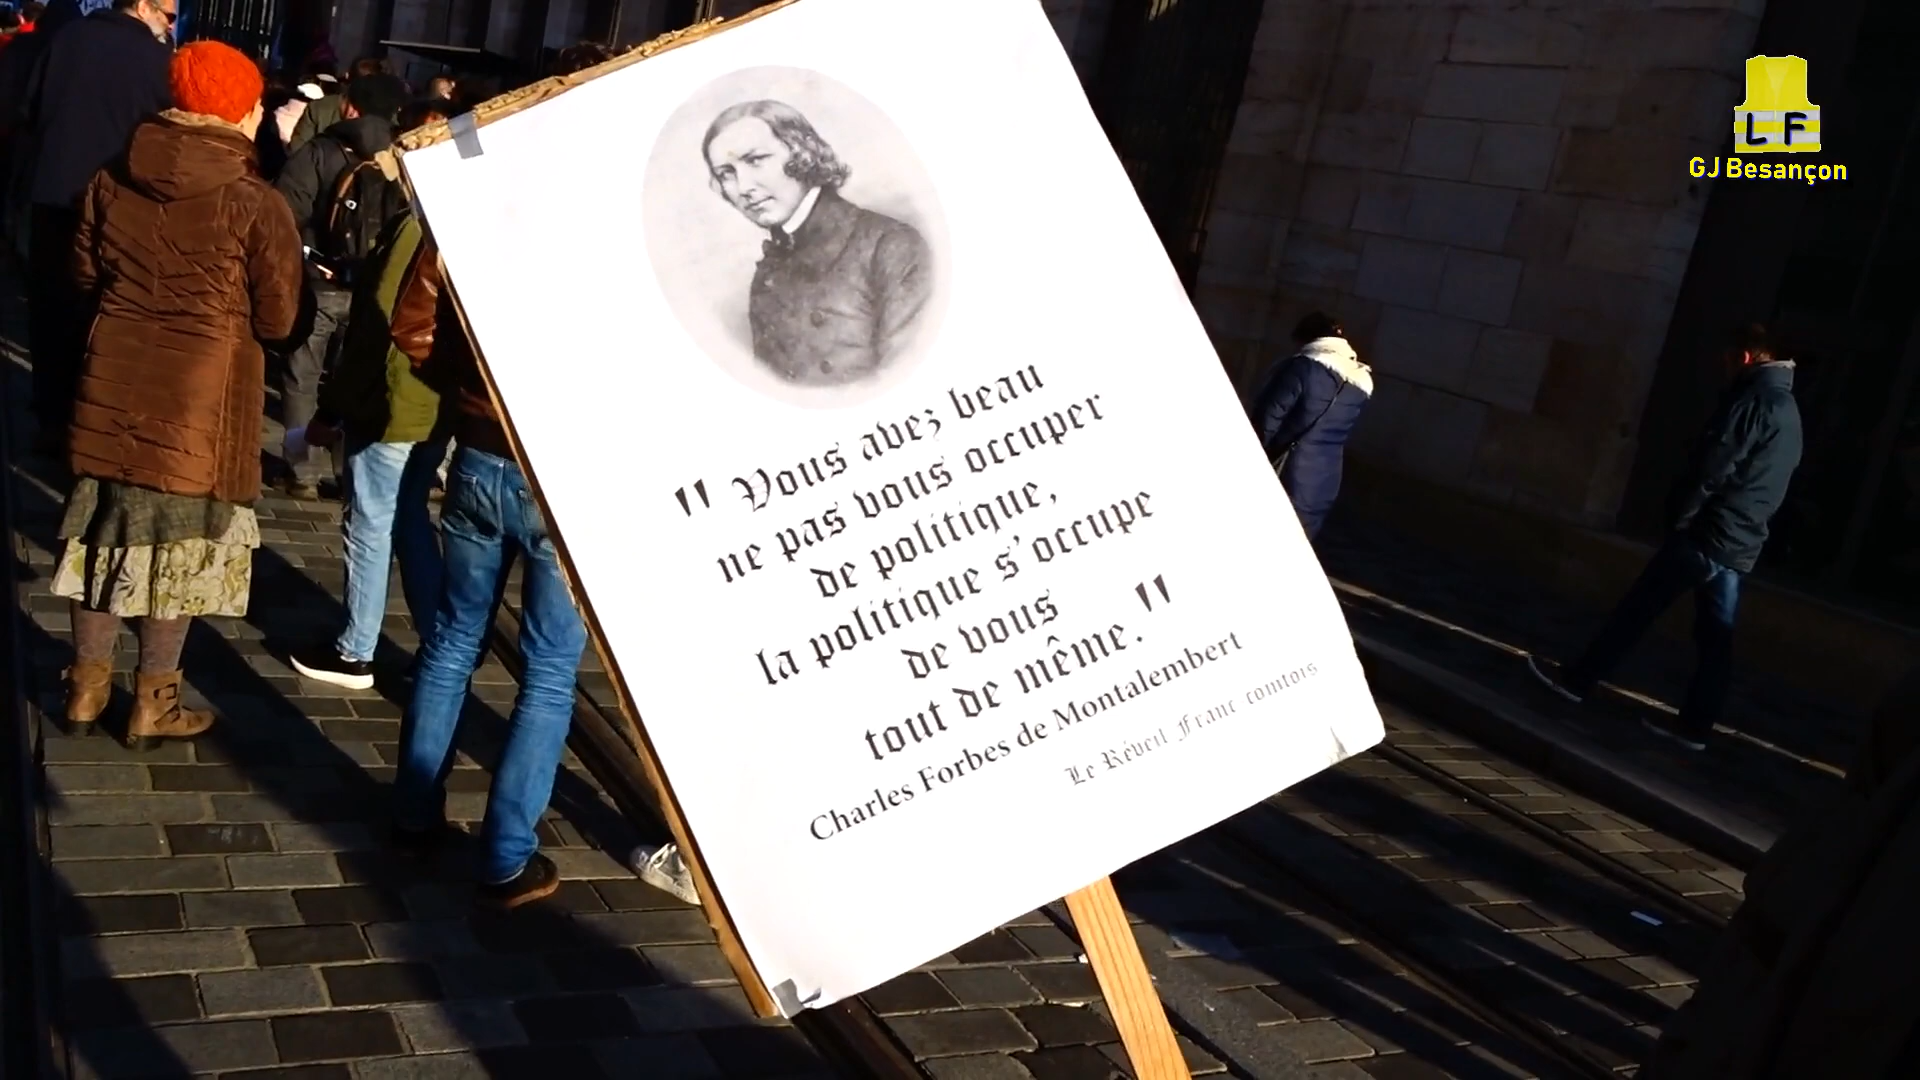 L F
GJ Besançon
" Vous avez beau
ne pas vous occuper
de politique,
la politique s'occupe
de vous
tout de même. "
Charles Forbes de Montalembert
Le Réveil Franc comtois